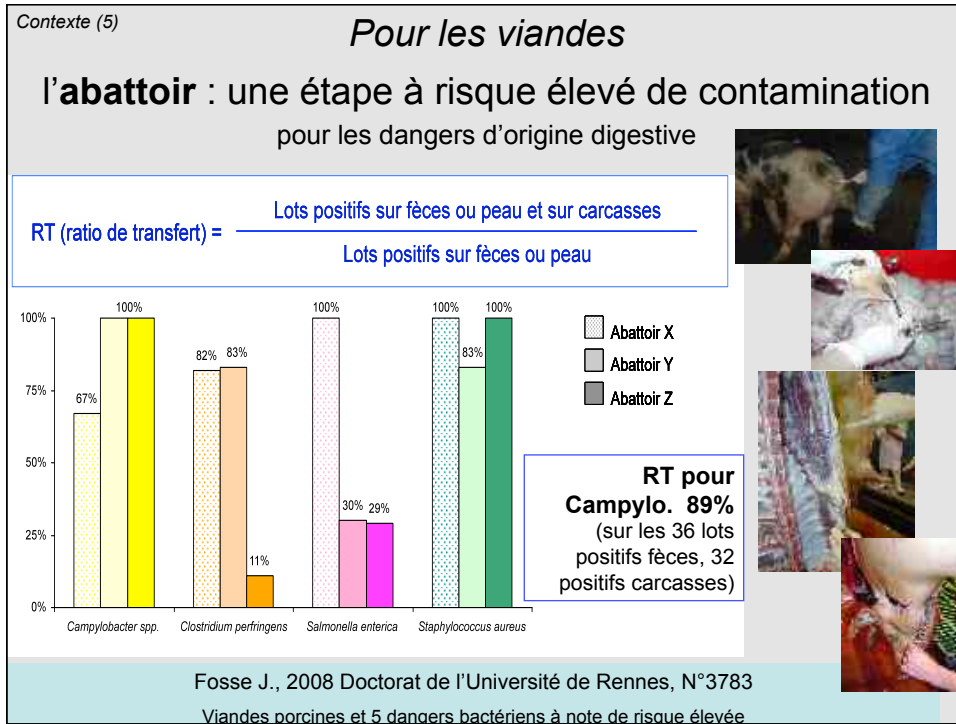 Contexte (5)
Pour les viandes
l'abattoir : une étape à risque élevé de contamination
pour les dangers d'origine digestive
RT (ratio de transfert) =
Lots positifs sur fèces ou peau et sur carcasses
Lots positifs sur fèces ou peau
100%
75%
50%
25%
0%
67%
100%
82%
83%
11%
100%
30%
29%
100%
83%
100%
Campylobacter spp.
Clostridium perfringens
Salmonella enterica
Staphylococcus aureus
Abattoir X
Abattoir Y
Abattoir Z
RT pour
Campylo. 89%
(sur les 36 lots
positifs fèces, 32
positifs carcasses)
Fosse J., 2008 Doctorat de l'Université de Rennes, N°3783
Viandes porcines et 5 dangers bactériens à note de risque élevée